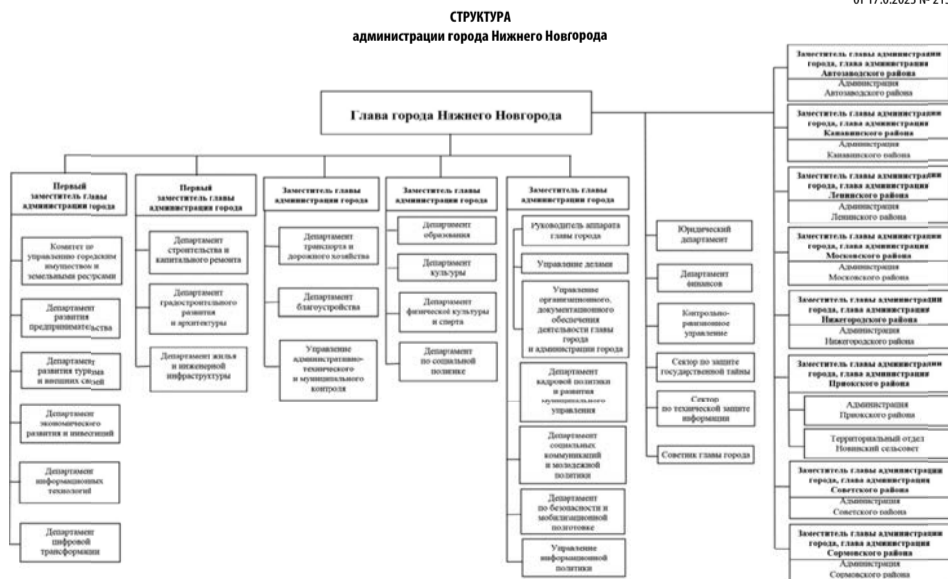 от 17.6.2025 № 215
СТРУКТУРА
администрации города Нижнего Новгорода
Глава города Нижнего Новгорода
Первый
заместитель главы
администрации города
Комитет по
управлению городским
имуществом и
земельными ресурсами
Департамент
развития
предпринимательства
Департамент
развития туризма
и внешних связей
Департамент
экономического
развития и инвестиций
Департамент
информационных
технологий
Департамент
цифровой
трансформации
Первый
заместитель главы
администрации города
Департамент
строительства и
капитального ремонта
Департамент
градостроительного
развития
и архитектуры
Департамент жилья
и инженерной
инфраструктуры
Заместитель главы
администрации города
Департамент
транспорта и
дорожного хозяйства
Департамент
благоустройства
Управление
административно-
технического
и муниципального
контроля
Заместитель главы
администрации города
Департамент
образования
Департамент
культуры
Департамент
физической культуры
и спорта
Департамент
по социальной
политике
Заместитель главы
администрации города
Руководитель аппарата
главы города
Управление делами
Управление
организационного,
документационного
обеспечения
деятельности главы
города
и администрации города
Департамент
кадровой политики
и развития
муниципального
управления
Департамент
социальных
коммуникаций
и молодежной
политики
Департамент
по безопасности и
мобилизационной
подготовке
Управление
информационной
политики
Юридический
департамент
Департамент
финансов
Контрольно-
ревизионное
управление
Сектор по защите
государственной тайны
Сектор
по технической защите
информации
Советник главы города
Заместитель главы администрации
города, глава администрации
Автозаводского района
Администрация
Автозаводского района
Заместитель главы администрации
города, глава администрации
Канавинского района
Администрация
Канавинского района
Заместитель главы администрации
города, глава администрации
Ленинского района
Администрация
Ленинского района
Заместитель главы администрации
города, глава администрации
Московского района
Администрация
Московского района
Заместитель главы администрации
города, глава администрации
Нижегородского района
Администрация
Нижегородского района
Заместитель главы администрации
города, глава администрации
Приокского района
Администрация
Приокского района
Территориальный отдел
Новинский сельсовет
Заместитель главы администрации
города, глава администрации
Советского района
Администрация
Советского района
Заместитель главы администрации
города, глава администрации
Сормовского района
Администрация
Сормовского района